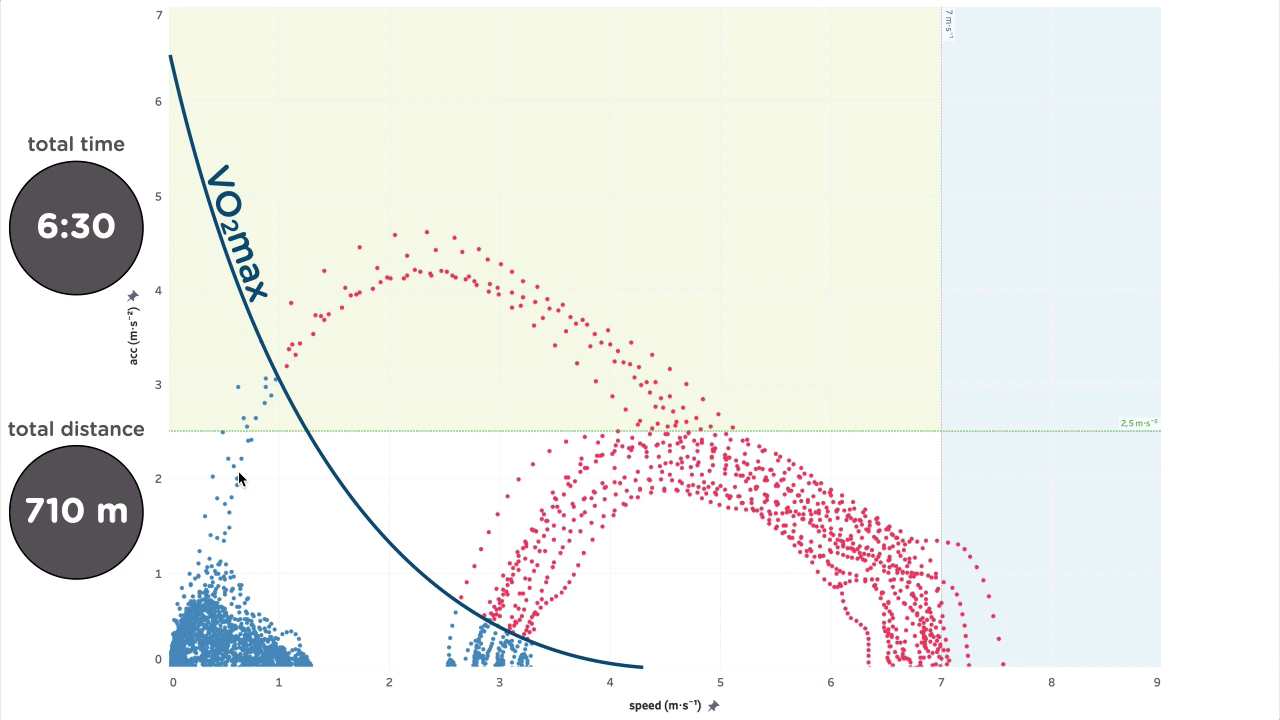 total time
6:30
total distance
710 m
acc (m·s⁻²)
7
6
5
4
3
2
1
0
VO₂max
7 m·s⁻¹
2,5 m·s⁻²
0
1
2
3
4
5
6
7
8
9
speed (m·s⁻¹)